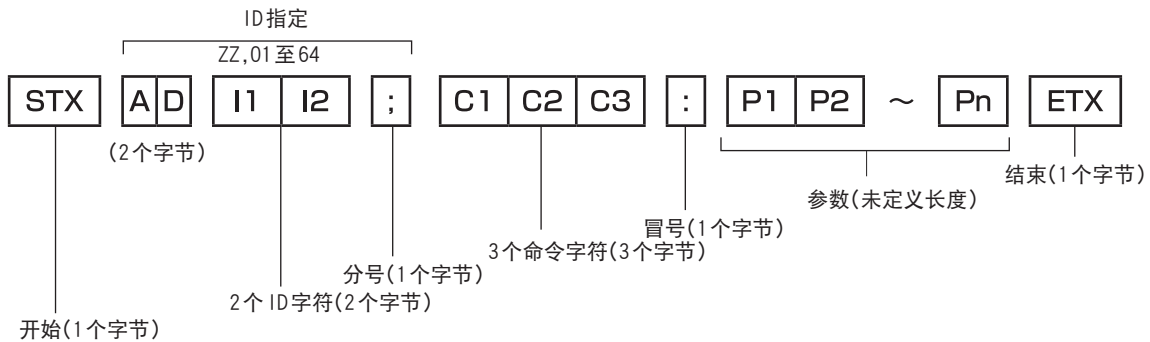 ID指定
ZZ,01至64
STX AD I1 I2 ; C1 C2 C3 : P1 P2 ～ Pn ETX
(2个字节)
结束(1个字节)
参数(未定义长度)
冒号(1个字节)
3个命令字符(3个字节)
分号(1个字节)
2个ID字符(2个字节)
开始(1个字节)